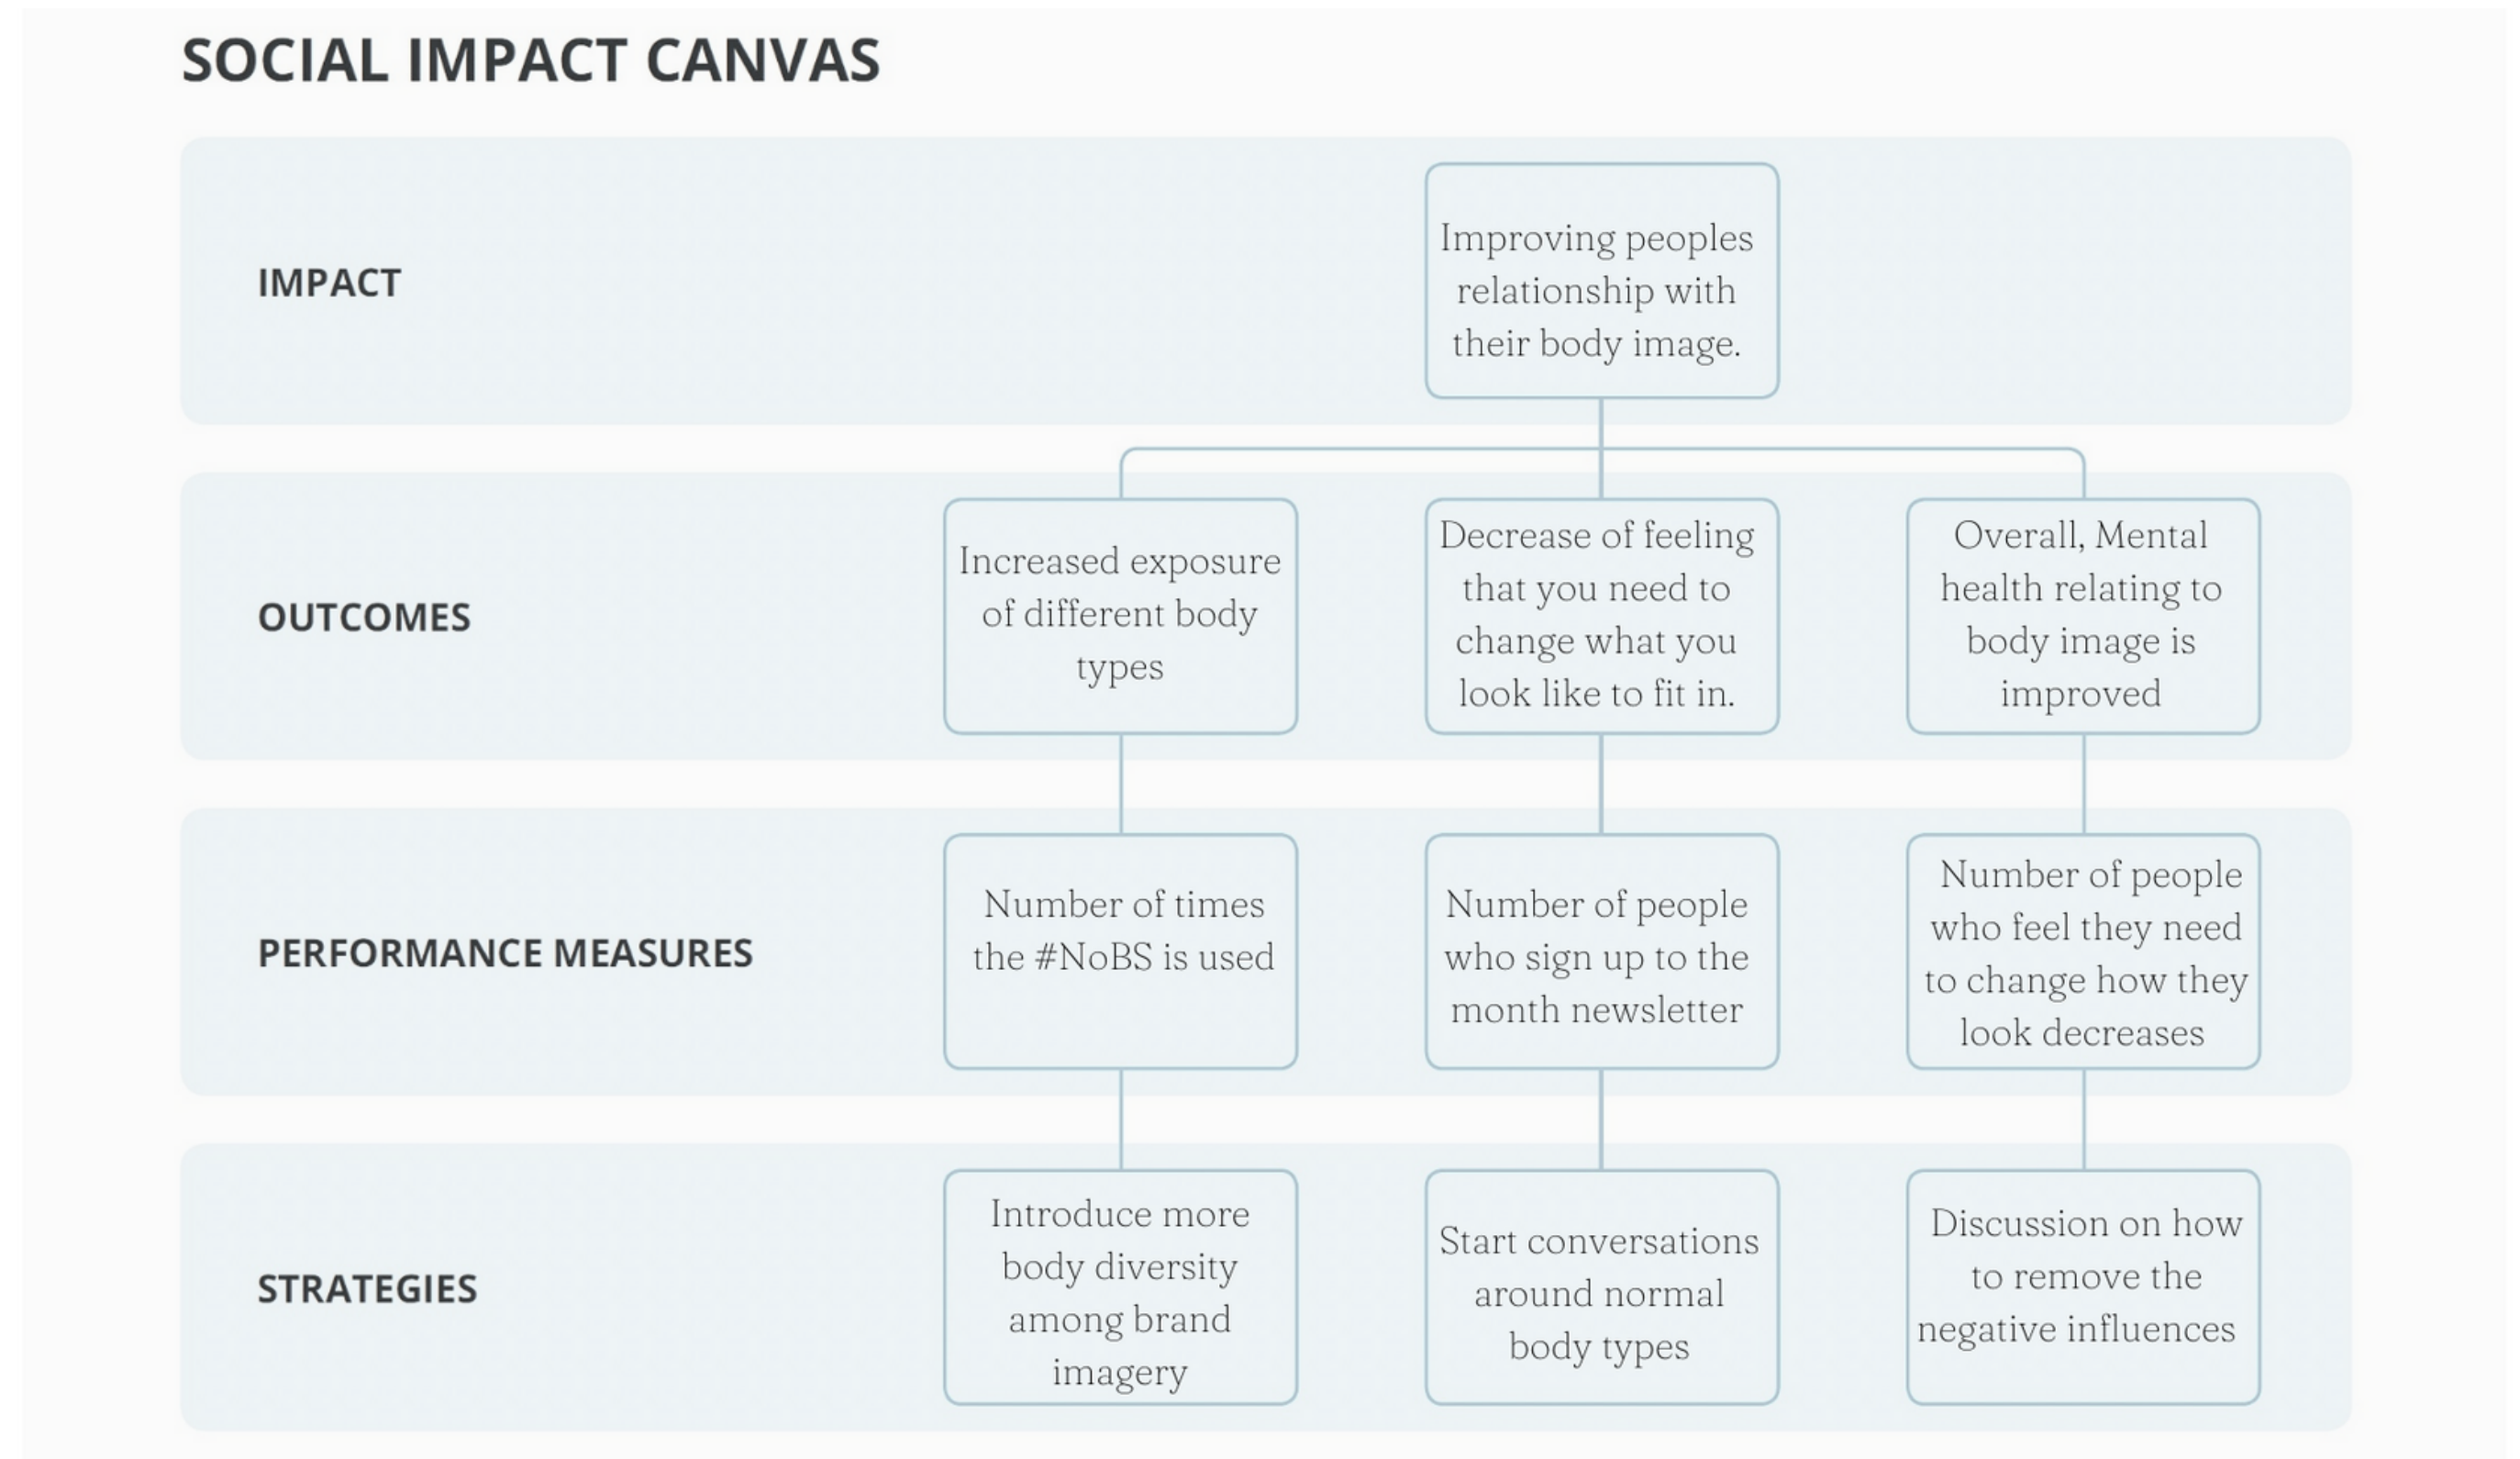 SOCIAL IMPACT CANVAS
IMPACT
Improving peoples
relationship with
their body image.
OUTCOMES
Increased exposure
of different body
types
Decrease of feeling
that you need to
change what you
look like to fit in.
Overall, Mental
health relating to
body image is
improved
PERFORMANCE MEASURES
Number of times
the #NoBS is used
Number of people
who sign up to the
month newsletter
Number of people
who feel they need
to change how they
look decreases
STRATEGIES
Introduce more
body diversity
among brand
imagery
Start conversations
around normal
body types
Discussion on how
to remove the
negative influences